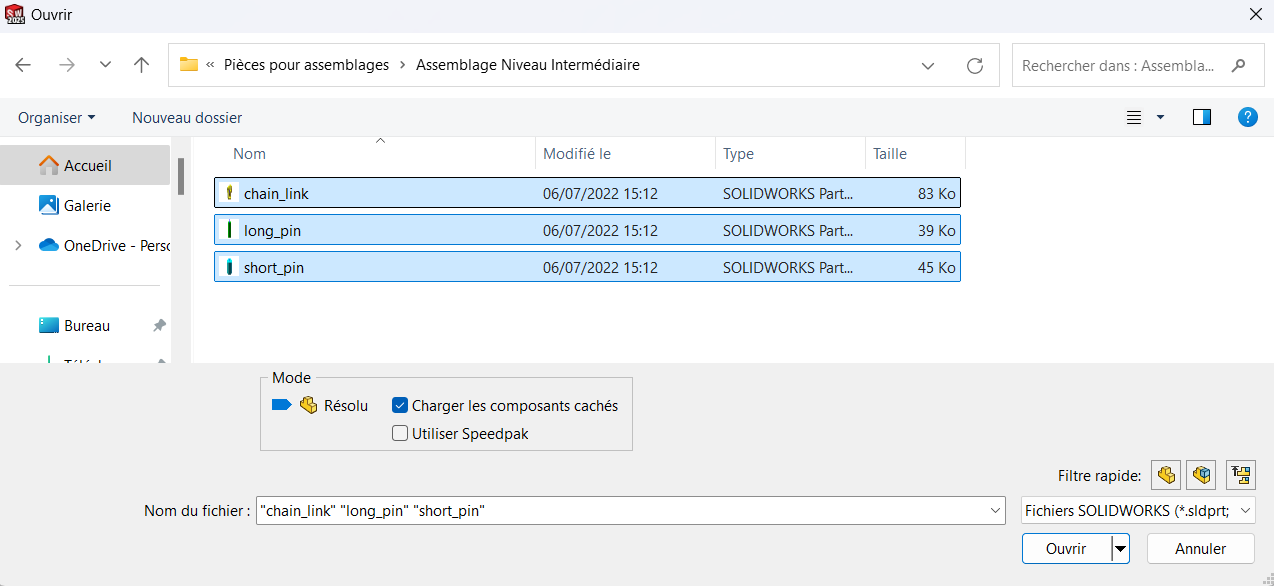 SW 2025 Ouvrir
« Pièces pour assemblages > Assemblage Niveau Intermédiaire Rechercher dans : Assembla...
Organiser Nouveau dossier ?
Nom Modifié le Type Taille
Accueil
chain_link 06/07/2022 15:12 SOLIDWORKS Part... 83 Ko
Galerie
long_pin 06/07/2022 15:12 SOLIDWORKS Part... 39 Ko
OneDrive - Perso
short_pin 06/07/2022 15:12 SOLIDWORKS Part... 45 Ko
Bureau
Mode
Résolu Charger les composants cachés
Utiliser Speedpak
Filtre rapide:
Nom du fichier : "chain_link" "long_pin" "short_pin" Fichiers SOLIDWORKS (*.sldprt;
Ouvrir Annuler